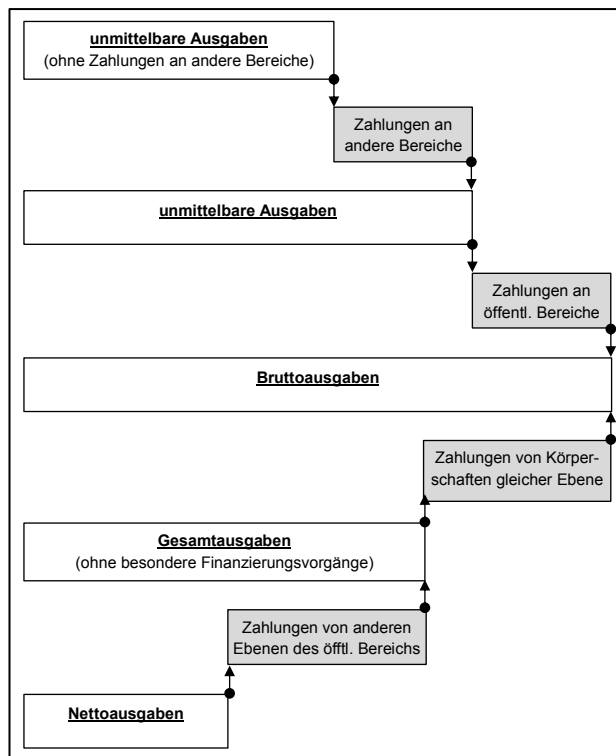 unmittelbare Ausgaben
(ohne Zahlungen an andere Bereiche)
Zahlungen an
andere Bereiche
unmittelbare Ausgaben
Zahlungen an
öffentl. Bereiche
Bruttoausgaben
Zahlungen von Körper-
schaften gleicher Ebene
Gesamtausgaben
(ohne besondere Finanzierungsvorgänge)
Zahlungen von anderen
Ebenen des öfftl. Bereichs
Nettoausgaben